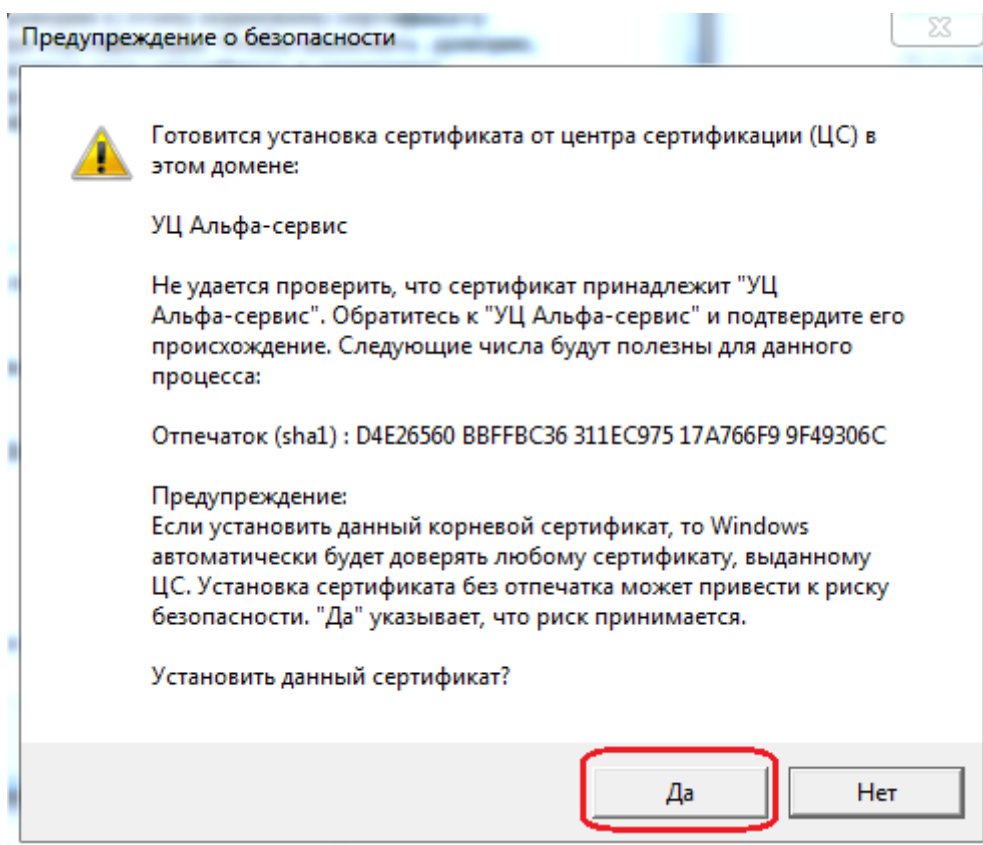 Предупреждение о безопасности
Готовится установка сертификата от центра сертификации (ЦС) в
этом домене:
УЦ Альфа-сервис
Не удается проверить, что сертификат принадлежит "УЦ
Альфа-сервис". Обратитесь к "УЦ Альфа-сервис" и подтвердите его
происхождение. Следующие числа будут полезны для данного
процесса:
Отпечаток (sha1) : D4E26560 BBFFBC36 311EC975 17A766F9 9F49306C
Предупреждение:
Если установить данный корневой сертификат, то Windows
автоматически будет доверять любому сертификату, выданному
ЦС. Установка сертификата без отпечатка может привести к риску
безопасности. "Да" указывает, что риск принимается.
Установить данный сертификат?
Да
Нет